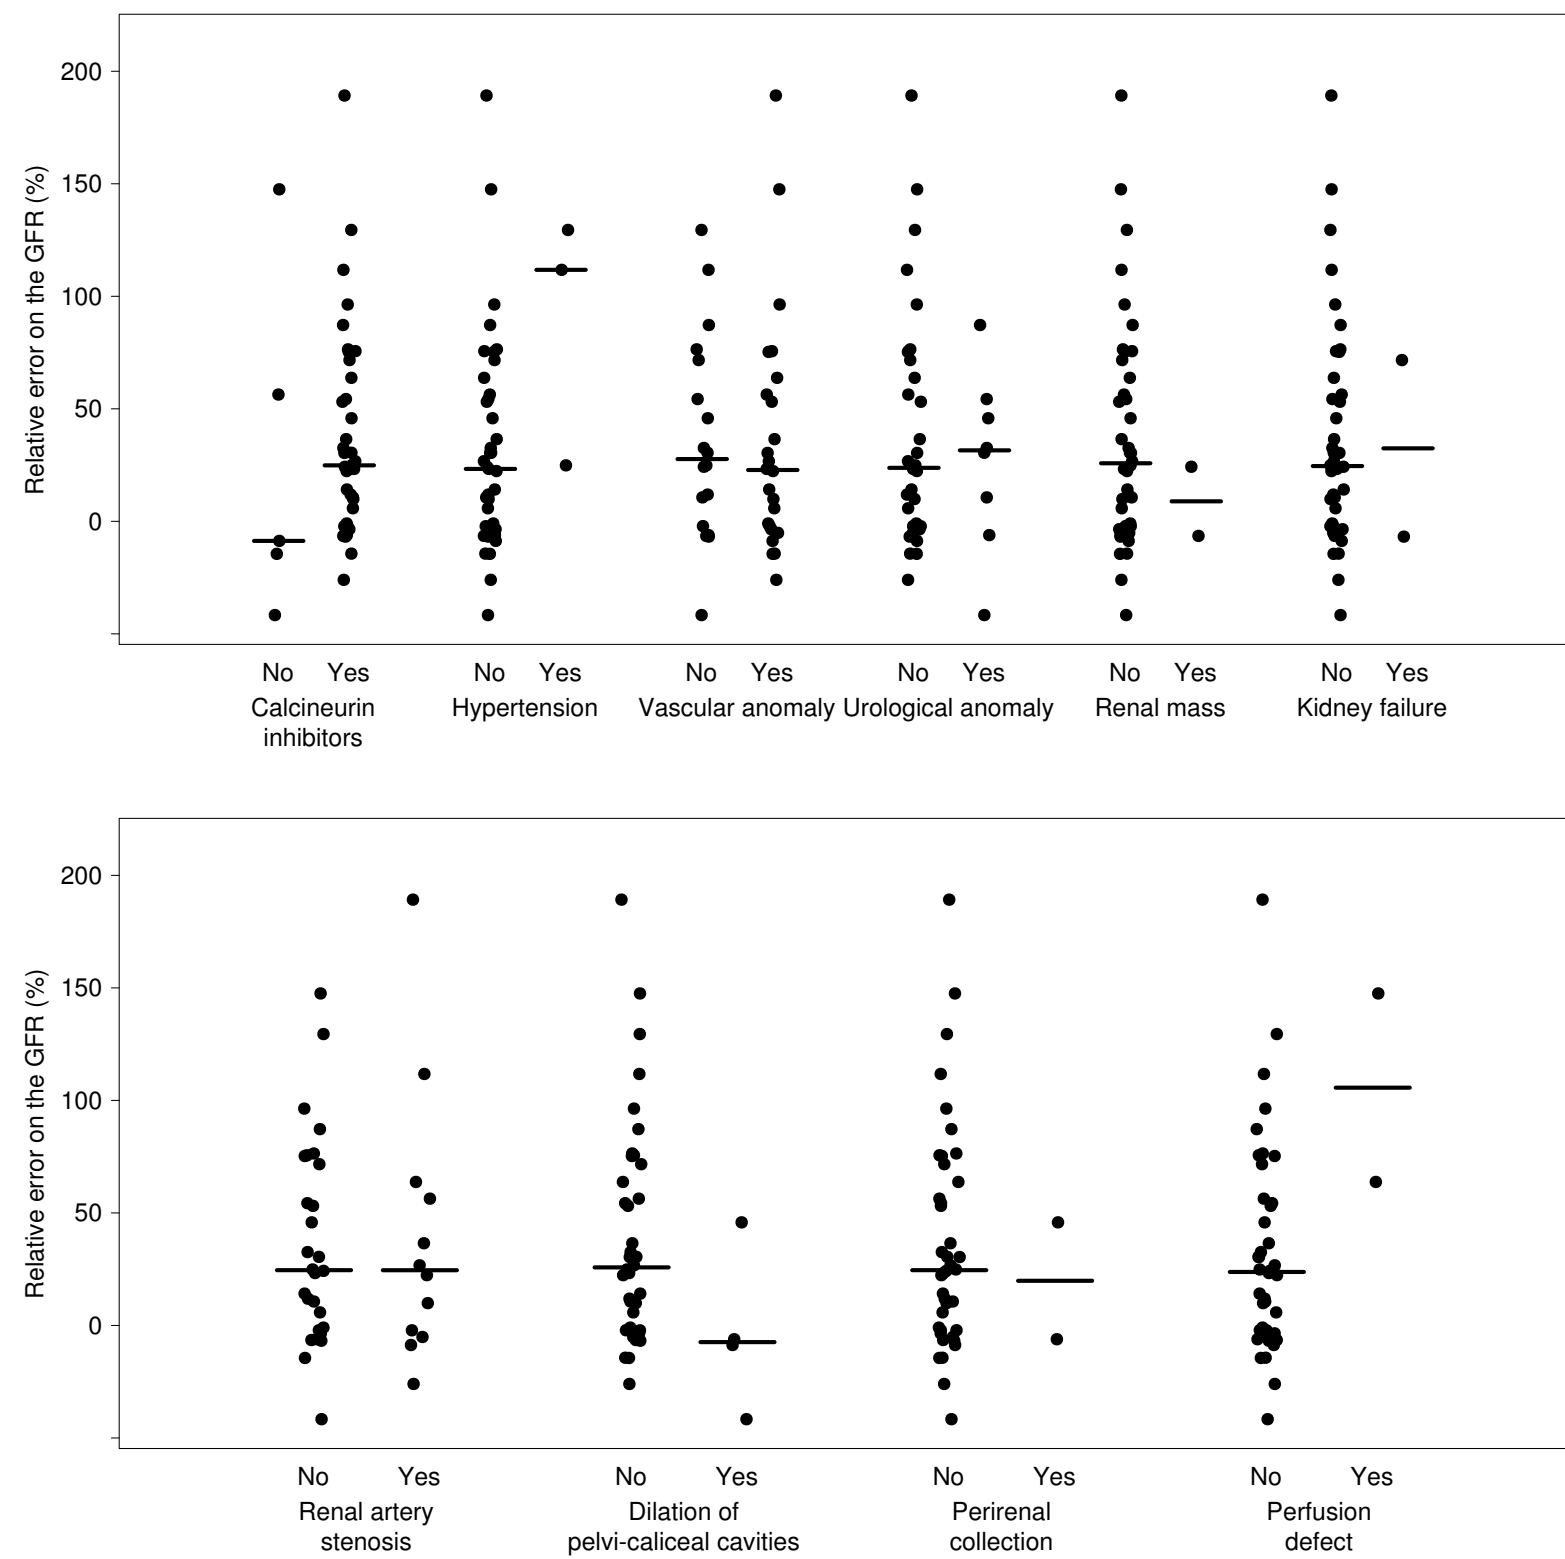 Relative error on the GFR (%)
200
150
100
50
0
No Yes No Yes No Yes No Yes No Yes No Yes
Calcineurin Hypertension Vascular anomaly Urological anomaly Renal mass Kidney failure
inhibitors
Relative error on the GFR (%)
200
150
100
50
0
No Yes No Yes No Yes No Yes
Renal artery Dilation of Perirenal Perfusion
stenosis pelvi-caliceal cavities collection defect